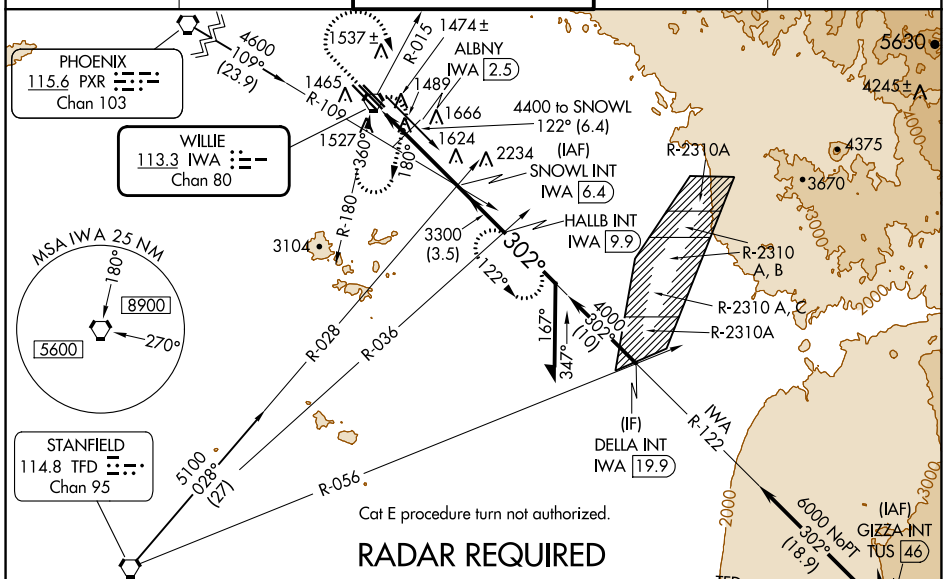 PHOENIX
115.6 PXR
Chan 103
4600
109°
(23.9)
R-109
1537 ±
R-015
1474 ±
ALBNY
IWA 2.5
1465
1489
1666
1527
1624
2234
4400 to SNOWL
122° (6.4)
(IAF)
SNOWL INT
IWA 6.4
HALLB INT
IWA 9.9
WILLIE
113.3 IWA
Chan 80
360°
180°
R-180
3104
3300
(3.5)
302°
122°
5630
4245 ±
4375
3670
R-2310A
R-2310
A, B
R-2310 A, C
R-2310A
MSA IWA 25 NM
180°
8900
5600
270°
R-028
R-036
167°
347°
4000
302°
(10)
(IF)
DELLA INT
IWA 19.9
IWA
R-122
STANFIELD
114.8 TFD
Chan 95
5100
028°
(27)
R-056
Cat E procedure turn not authorized.
RADAR REQUIRED
6000 NoPT
302°
(18.9)
(IAF)
GIZZA INT
TUS 46
2000
3000
4000
3000
TFD